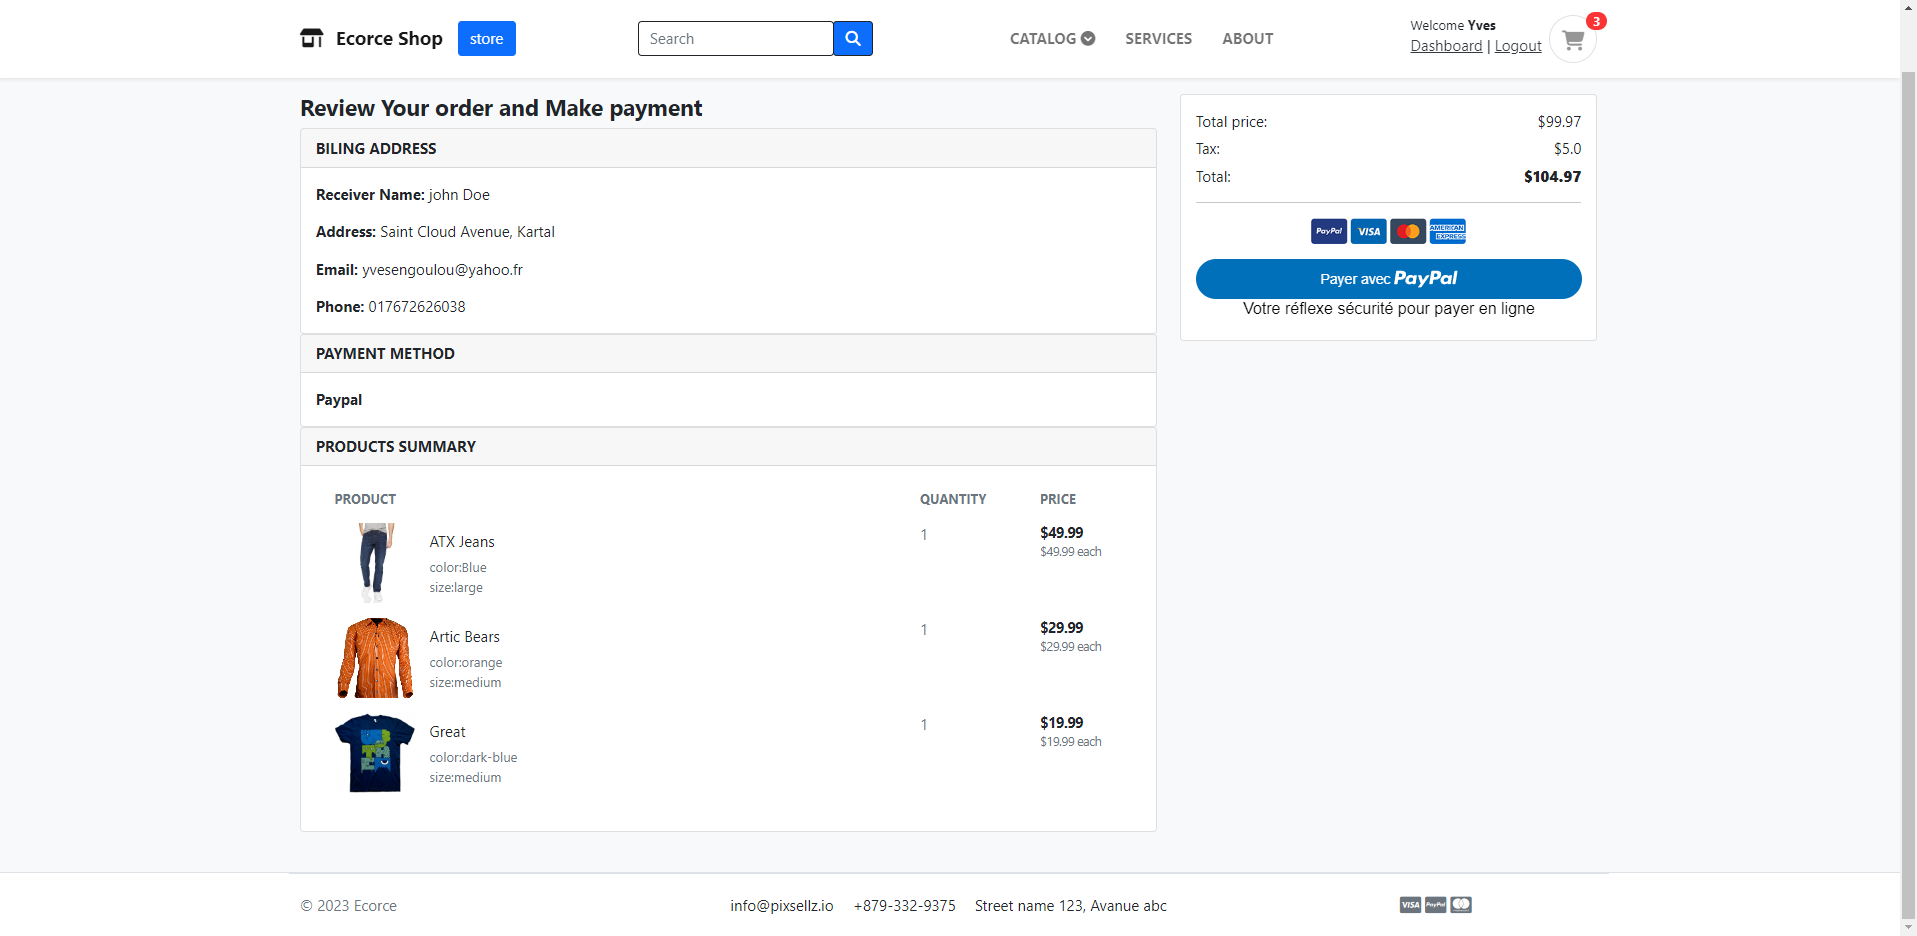 Ecorce Shop
store
Search
CATALOG
SERVICES
ABOUT
Welcome Yves
Dashboard | Logout
3
Review Your order and Make payment
BILING ADDRESS
Receiver Name: john Doe
Address: Saint Cloud Avenue, Kartal
Email: yvesengoulou@yahoo.fr
Phone: 017672626038
PAYMENT METHOD
Paypal
PRODUCTS SUMMARY
PRODUCT QUANTITY PRICE
ATX Jeans
color:Blue
size:large
1
$49.99
$49.99 each
Artic Bears
color:orange
size:medium
1
$29.99
$29.99 each
Great
color:dark-blue
size:medium
1
$19.99
$19.99 each
Total price: $99.97
Tax: $5.0
Total: $104.97
PayPal VISA AMERICAN EXPRESS
Payer avec PayPal
Votre réflexe sécurité pour payer en ligne
© 2023 Ecorce
info@pixsellz.io
+879-332-9375
Street name 123, Avanue abc
VISA PayPal